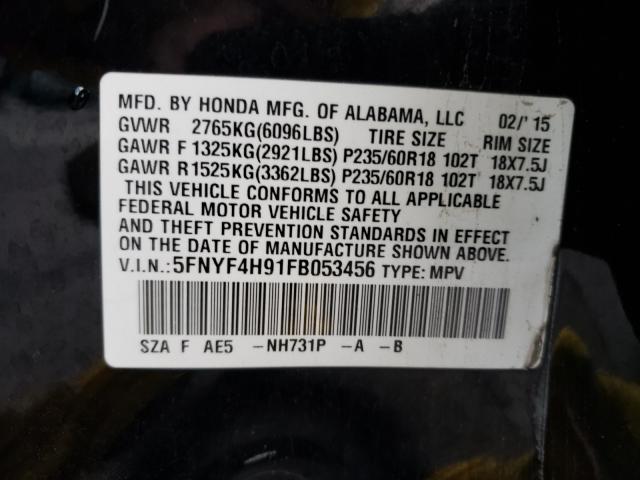 MFD. BY HONDA MFG. OF ALABAMA, LLC 02/' 15
GVWR 2765KG(6096LBS) TIRE SIZE RIM SIZE
GAWR F 1325KG(2921LBS) P235/60R18 102T 18X7.5J
GAWR R1525KG(3362LBS) P235/60R18 102T 18X7.5J
THIS VEHICLE CONFORMS TO ALL APPLICABLE
FEDERAL MOTOR VEHICLE SAFETY
AND THEFT PREVENTION STANDARDS IN EFFECT
ON THE DATE OF MANUFACTURE SHOWN ABOVE.
V.I.N.:5FNYF4H91FB053456 TYPE: MPV
SZA F AE5 -NH731P -A -B